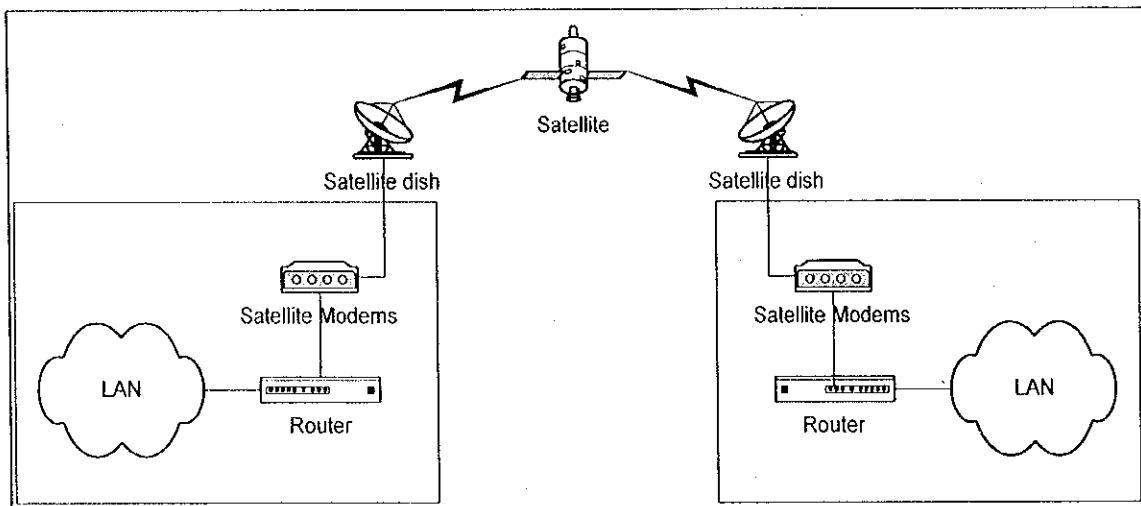 Satellite
Satellite dish
Satellite dish
Satellite Modems
Satellite Modems
LAN
LAN
Router
Router